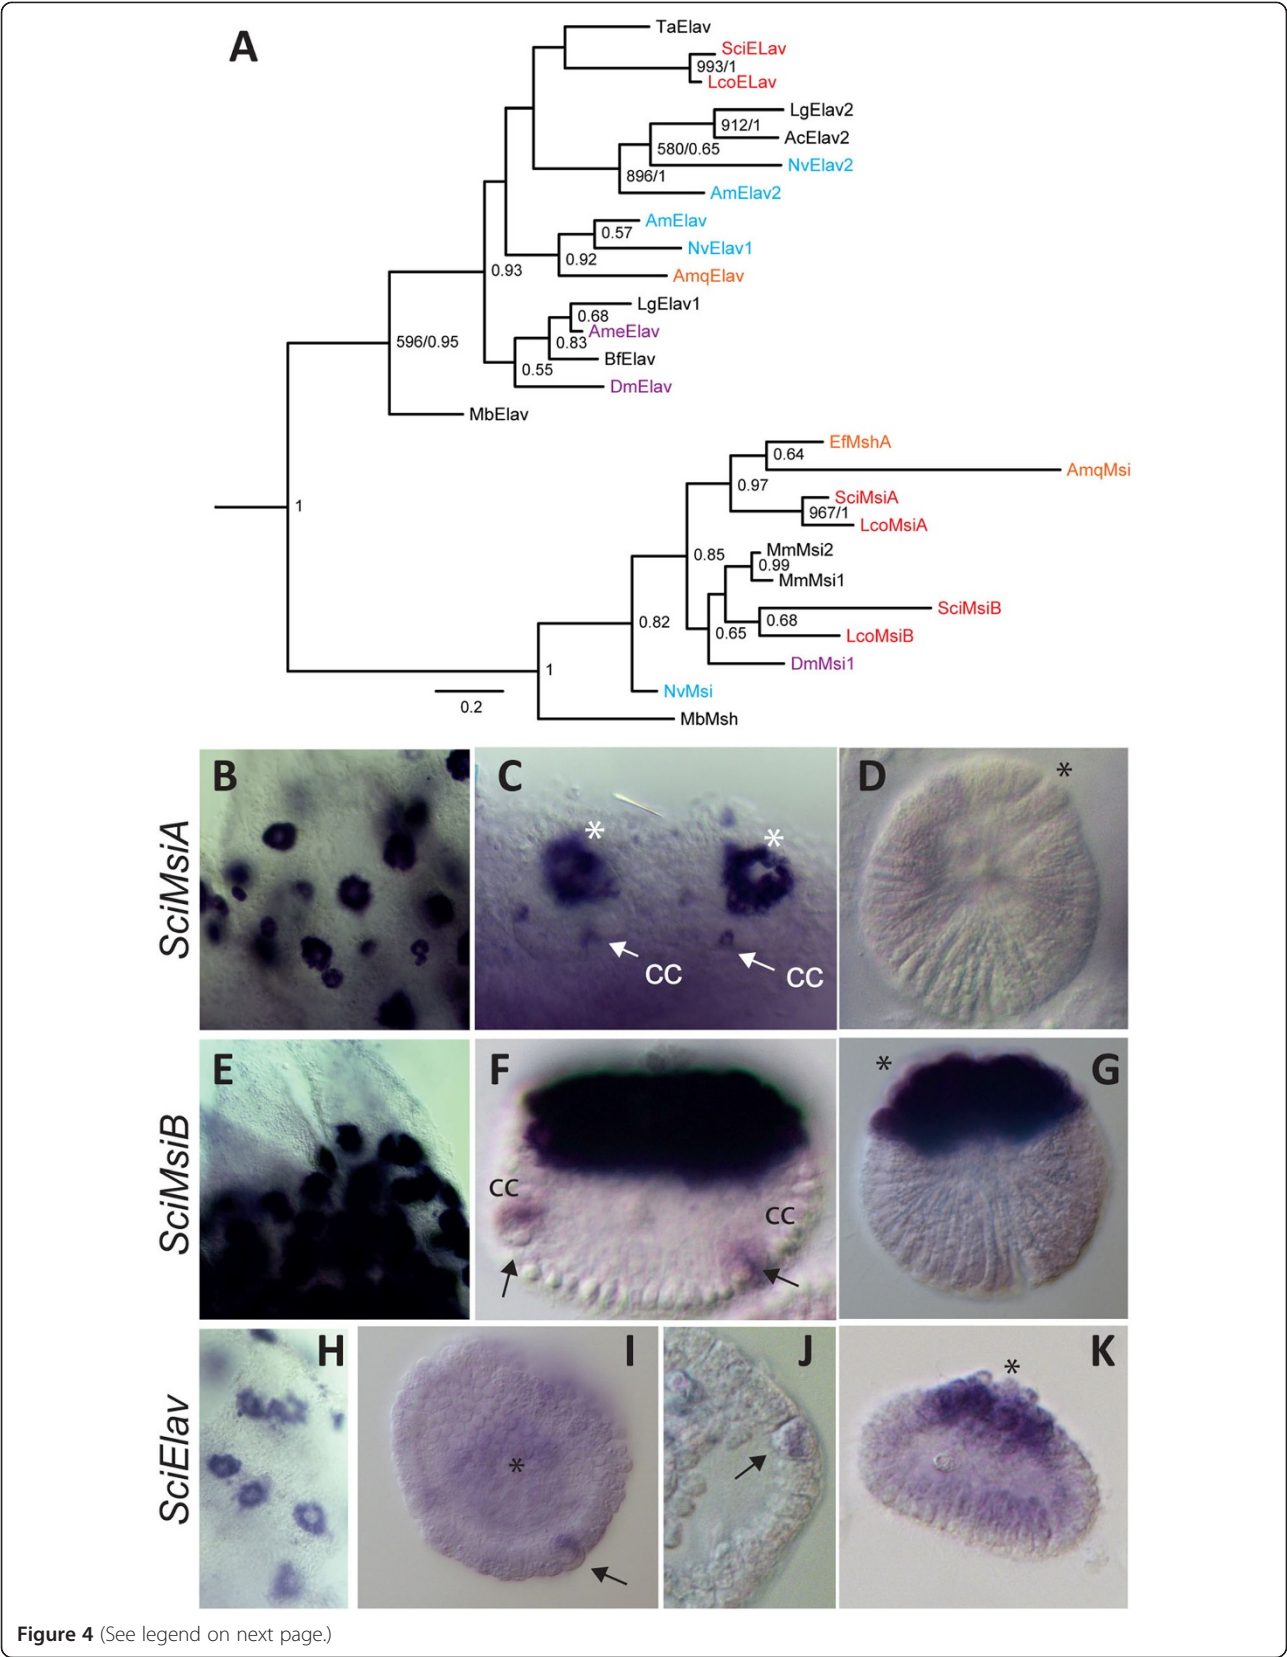 A
TaElav
SciELav
993/1
LcoELav
LgElav2
912/1
AcElav2
580/0.65
NvElav2
896/1
AmElav2
AmElav
0.57
NvElav1
0.92
0.93
AmqElav
LgElav1
0.68
AmeElav
596/0.95
0.83
BfElav
0.55
DmElav
MbElav
EfMshA
0.64
AmqMsi
0.97
SciMsiA
1
967/1
LcoMsiA
MmMsi2
0.85
0.99
MmMsi1
SciMsiB
0.82
0.68
0.65
LcoMsiB
DmMsi1
1
NvMsi
0.2
MbMsh
SciMsiA
B
C
*
*
CC
CC
D
*
SciMsiB
E
F
CC
CC
G
*
SciElav
H
I
*
J
K
*
Figure 4 (See legend on next page.)